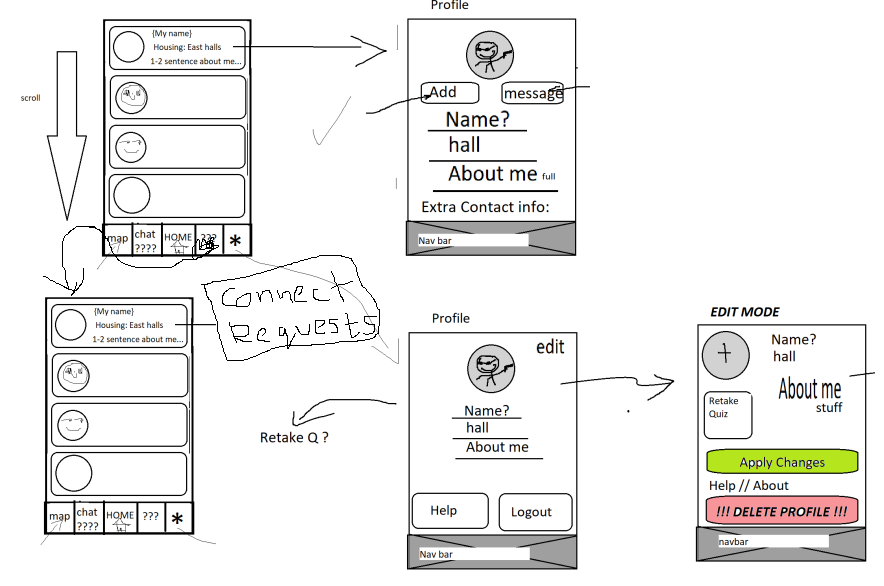 Profile
{My name}
Housing: East halls
1-2 sentence about me...
scroll
Add
message
Name?
hall
About me full
Extra Contact info:
Nav bar
map
chat
????
HOME
???
*
Connect
Requests
{My name}
Housing: East halls
1-2 sentence about me...
map
chat
????
HOME
???
*
Profile
edit
Name?
hall
About me
Retake Q ?
Help
Logout
Nav bar
EDIT MODE
Name?
hall
About me
stuff
Retake
Quiz
Apply Changes
Help // About
!!! DELETE PROFILE !!!
navbar